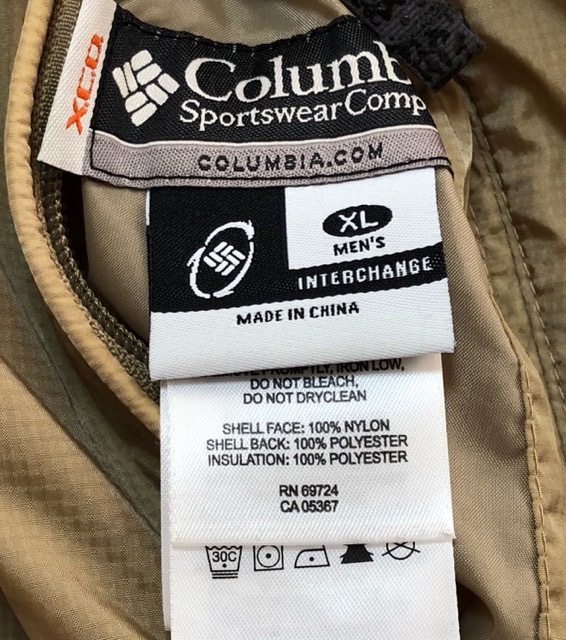 X.C.O.
Columb
Sportswear Comp
COLUMBIA.COM
XL
MEN'S
INTERCHANGE
MADE IN CHINA
PROMPTLY, IRON LOW,
DO NOT BLEACH,
DO NOT DRYCLEAN
SHELL FACE: 100% NYLON
SHELL BACK: 100% POLYESTER
INSULATION: 100% POLYESTER
RN 69724
CA 05367
30C